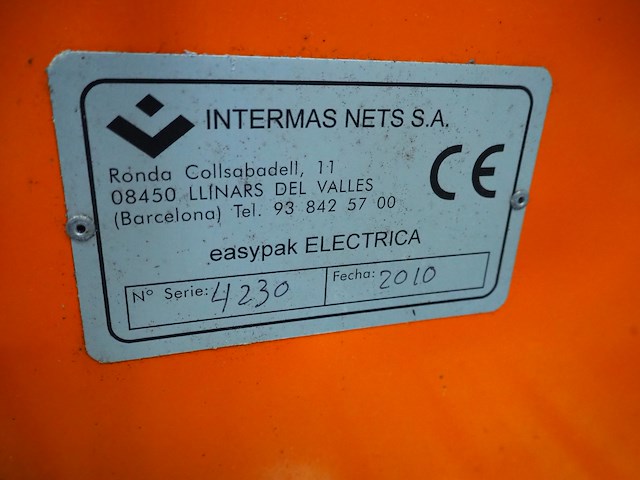 INTERMAS NETS S.A.
Ronda Collsabadell, 11
08450 LLÍNARS DEL VALLES
(Barcelona) Tel. 93 842 57 00
CE
easypak ELECTRICA
Nº Serie: 4230 Fecha: 2010